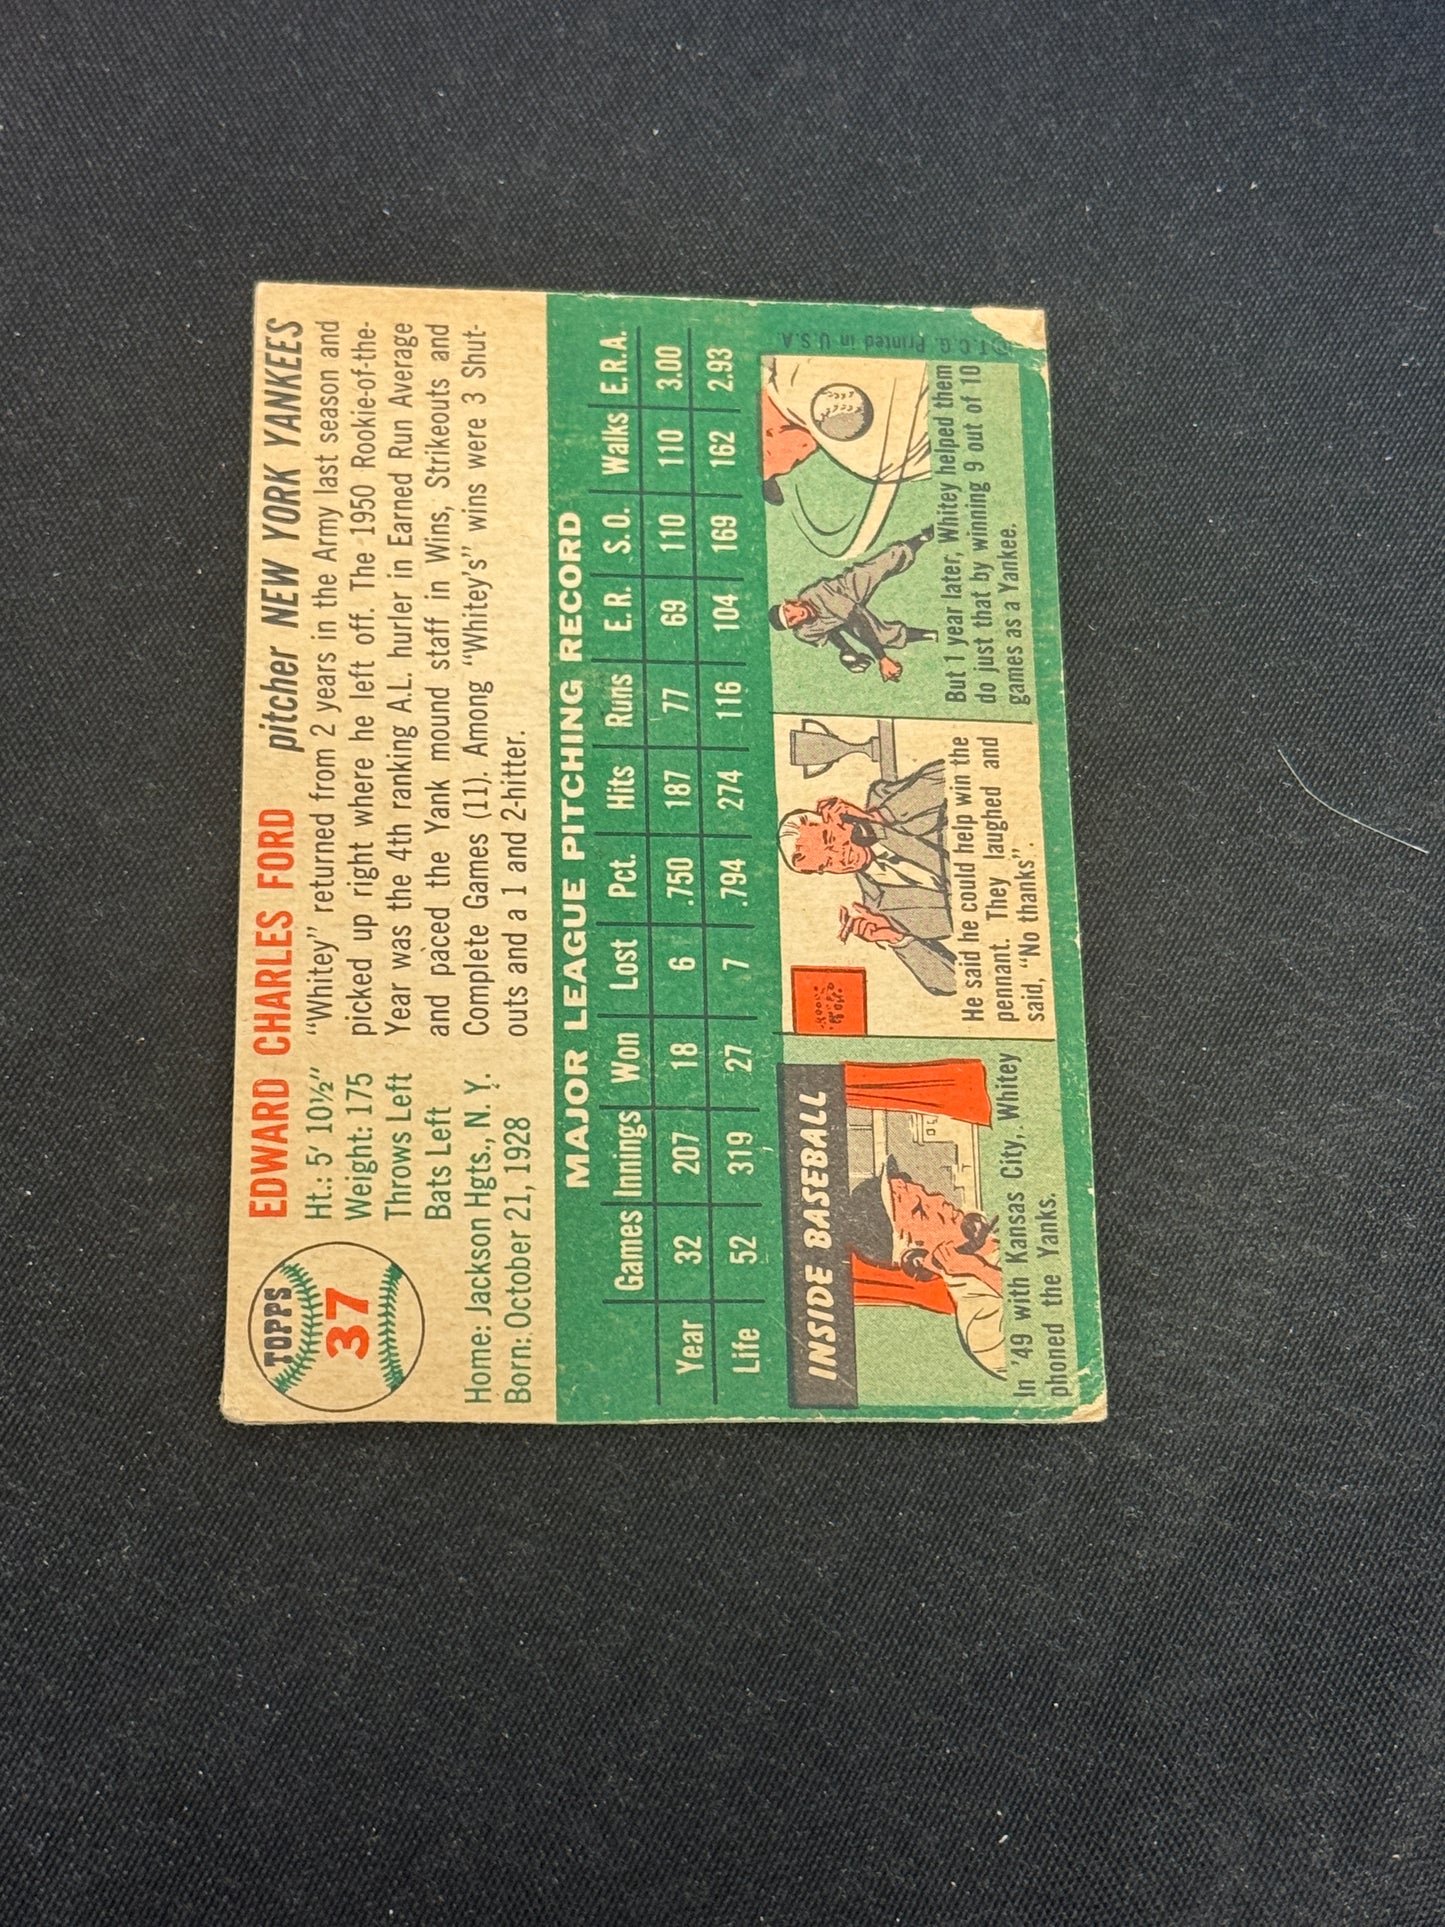 TOPPS
37
EDWARD CHARLES FORD
pitcher NEW YORK YANKEES
Ht.: 5' 10½"
Weight: 175
Throws Left
Bats Left
Home: Jackson Hgts., N. Y.
Born: October 21, 1928
"Whitey" returned from 2 years in the Army last season and
picked up right where he left off. The 1950 Rookie-of-the-
Year was the 4th ranking A.L. hurler in Earned Run Average
and paced the Yank mound staff in Wins, Strikeouts and
Complete Games (11). Among "Whitey's" wins were 3 Shut-
outs and a 1 and 2-hitter.
MAJOR LEAGUE PITCHING RECORD
Games Innings Won Lost Pct. Hits Runs E. R. S. O. Walks E.R.A.
Year 32 207 18 6 .750 187 77 69 110 110 3.00
Life 52 319 27 7 .794 274 116 104 169 162 2.93
INSIDE BASEBALL
In '49 with Kansas City, Whitey
phoned the Yanks.
He said he could help win the
pennant. They laughed and
said, "No thanks".
But 1 year later, Whitey helped them
do just that by winning 9 out of 10
games as a Yankee.
© T. C. G. Printed in U. S. A.